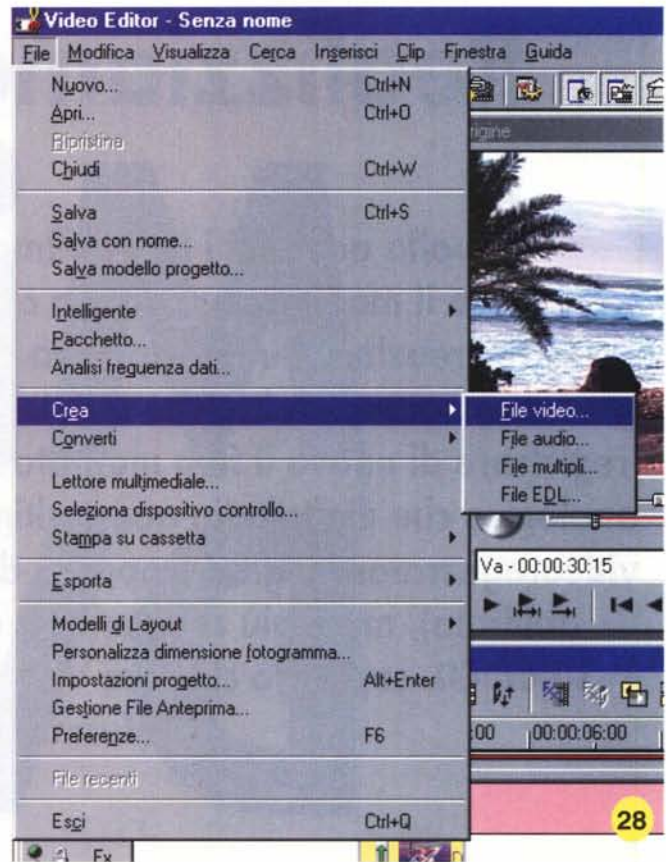 Video Editor - Senza nome
File Modifica Visualizza Cerca Inserisci Clip Finestra Guida
Nuovo... Ctrl+N
Apri... Ctrl+O
Ripristina
Chiudi Ctrl+W
Salva Ctrl+S
Salva con nome...
Salva modello progetto...
Intelligente
Pacchetto...
Analisi frequenza dati...
Crea
Converti
File video...
File audio...
File multipli...
File EDL...
Lettore multimediale...
Seleziona dispositivo controllo...
Stampa su cassetta
Esporta
Modelli di Layout
Personalizza dimensione fotogramma...
Impostazioni progetto... Alt+Enter
Gestione File Anteprima...
Preferenze... F6
File recenti
Esci Ctrl+Q
rigine
Va - 00:00:30:15
:00 00:00:06:00
28
Fx